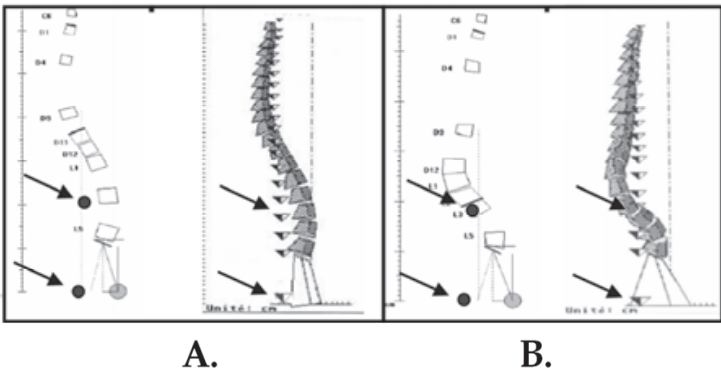 C6
D1
D4
D9
D11
D12
L1
L5
Unité: cm
C6
D1
D4
D9
D12
L1
L3
L5
Unité: cm
A.
B.